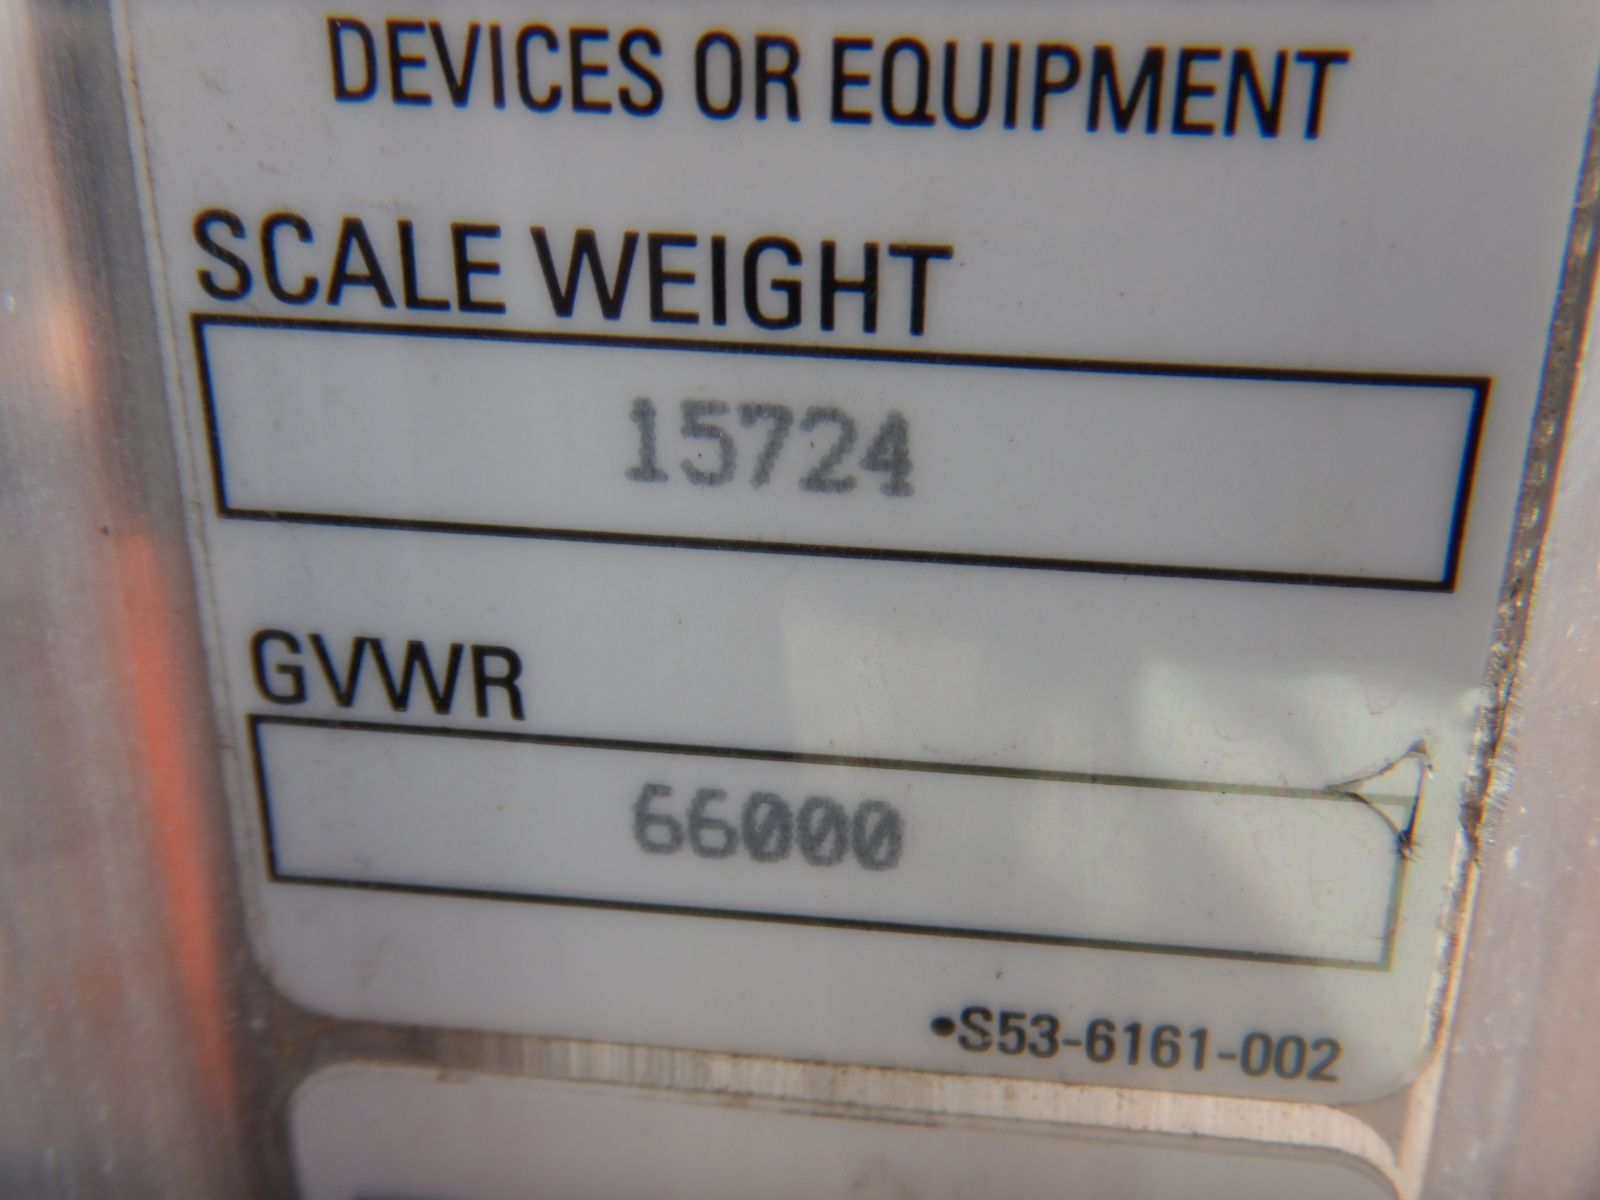 DEVICES OR EQUIPMENT
SCALE WEIGHT
15724
GVWR
66000
•S53-6161-002